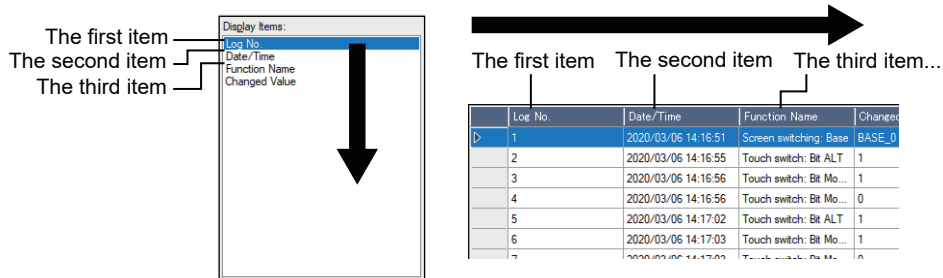 Display Items:
The first item
Log No.
The second item
Date/Time
The third item
Function Name
Changed Value
The first item The second item The third item...
Log No. Date/Time Function Name Changed
1 2020/03/06 14:16:51 Screen switching: Base BASE_0
2 2020/03/06 14:16:55 Touch switch: Bit ALT 1
3 2020/03/06 14:16:56 Touch switch: Bit Mo... 1
4 2020/03/06 14:16:56 Touch switch: Bit Mo... 0
5 2020/03/06 14:17:02 Touch switch: Bit ALT 1
6 2020/03/06 14:17:03 Touch switch: Bit Mo... 1